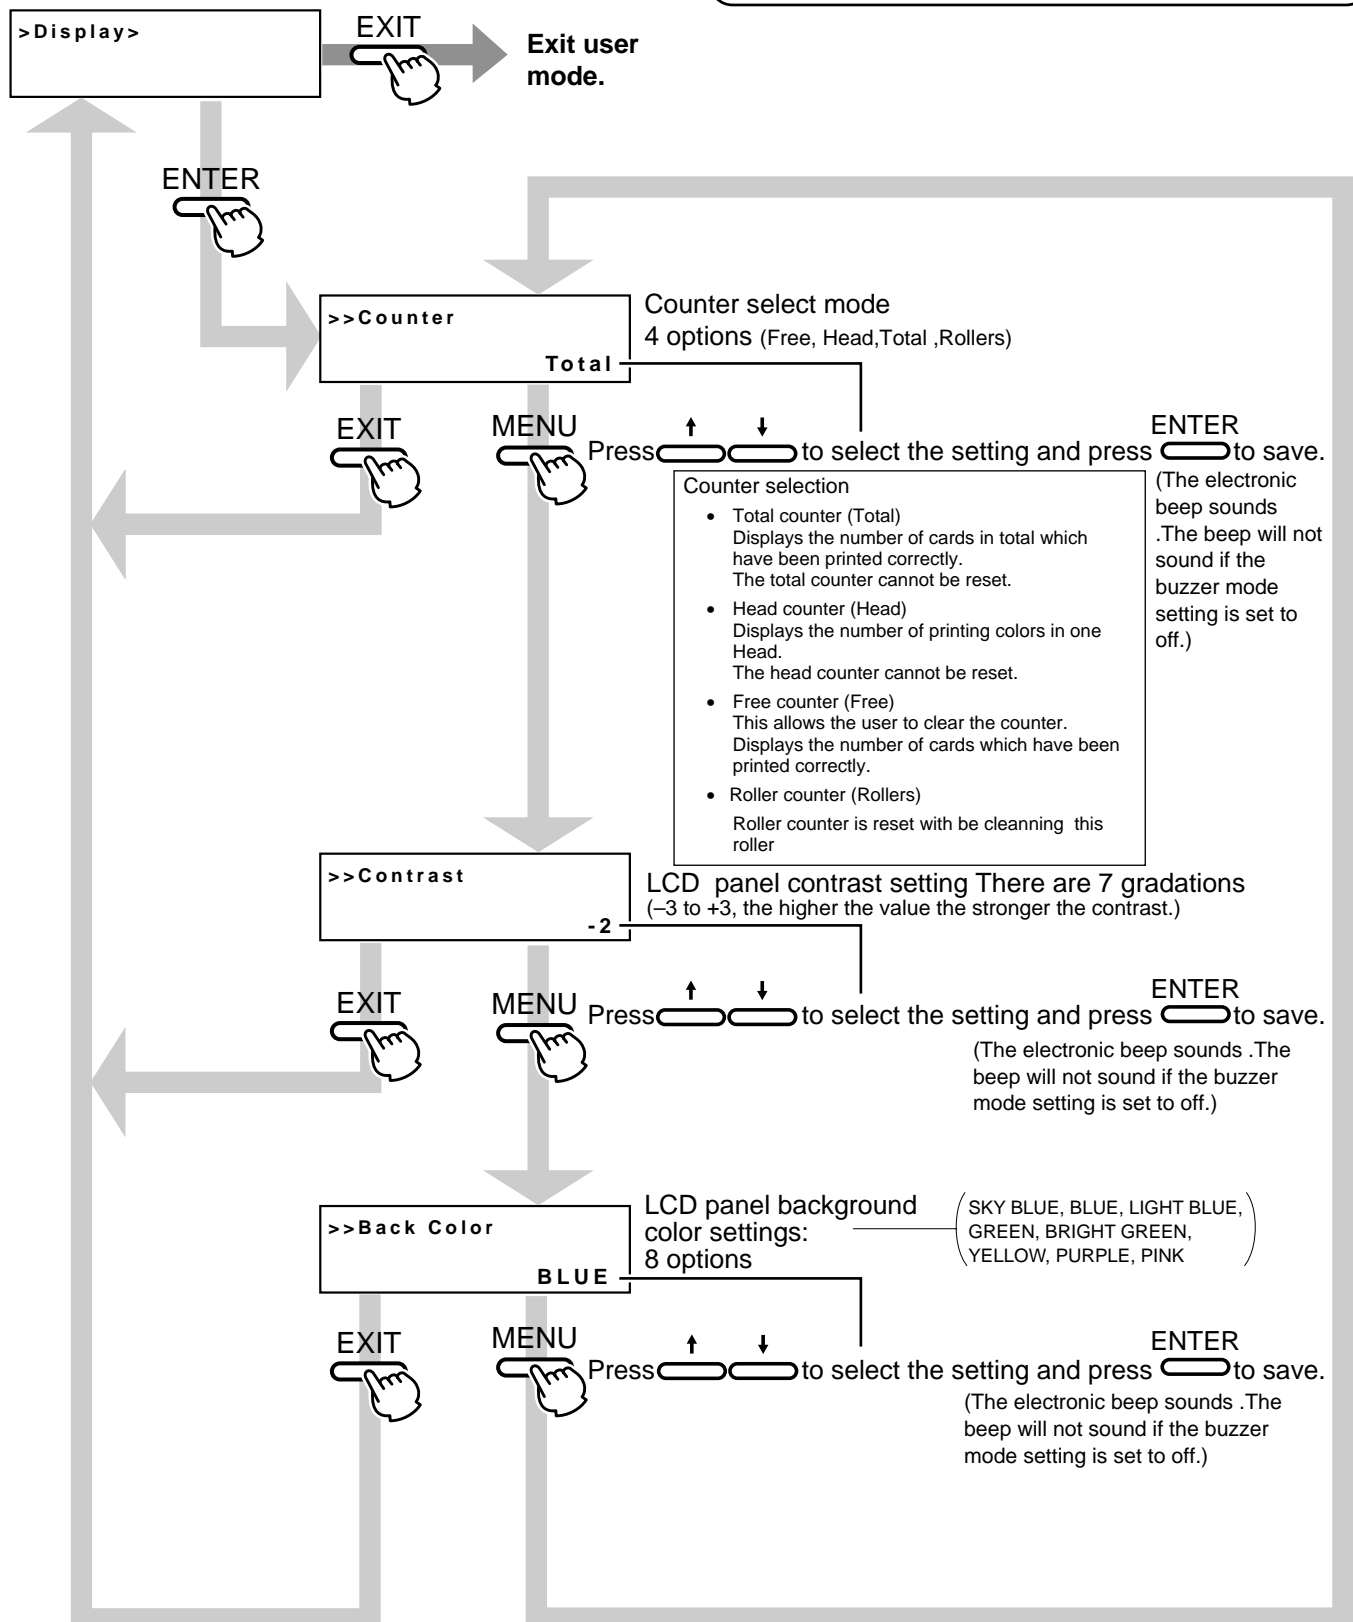 >Display>
EXIT
Exit user
mode.
ENTER
>>Counter
Total
Counter select mode
4 options (Free, Head,Total ,Rollers)
EXIT
MENU
Press ↑ ↓ to select the setting and press ENTER to save.
(The electronic
beep sounds
.The beep will not
sound if the
buzzer mode
setting is set to
off.)
Counter selection
• Total counter (Total)
Displays the number of cards in total which
have been printed correctly.
The total counter cannot be reset.
• Head counter (Head)
Displays the number of printing colors in one
Head.
The head counter cannot be reset.
• Free counter (Free)
This allows the user to clear the counter.
Displays the number of cards which have been
printed correctly.
• Roller counter (Rollers)
Roller counter is reset with be cleanning this
roller
>>Contrast
-2
LCD panel contrast setting There are 7 gradations
(–3 to +3, the higher the value the stronger the contrast.)
EXIT
MENU
Press ↑ ↓ to select the setting and press ENTER to save.
(The electronic beep sounds .The
beep will not sound if the buzzer
mode setting is set to off.)
>>Back Color
BLUE
LCD panel background
color settings:
8 options
SKY BLUE, BLUE, LIGHT BLUE,
GREEN, BRIGHT GREEN,
YELLOW, PURPLE, PINK
EXIT
MENU
Press ↑ ↓ to select the setting and press ENTER to save.
(The electronic beep sounds .The
beep will not sound if the buzzer
mode setting is set to off.)